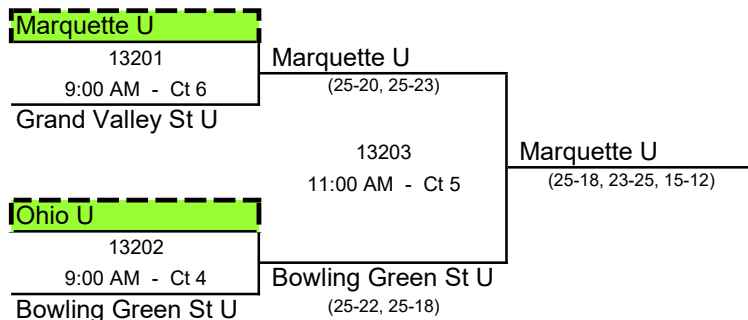 Marquette U
13201
9:00 AM - Ct 6
Grand Valley St U
Marquette U
(25-20, 25-23)
13203
11:00 AM - Ct 5
Marquette U
(25-18, 23-25, 15-12)
Ohio U
13202
9:00 AM - Ct 4
Bowling Green St U
Bowling Green St U
(25-22, 25-18)